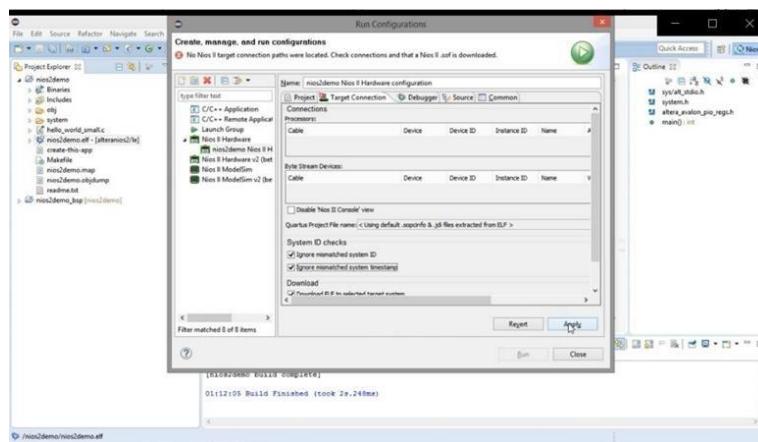 Run Configurations
File Edit Source Refactor Navigate Search
Quick Access
Nios
Create, manage, and run configurations
No Nios II target connection paths were located. Check connections and that a Nios II .sof is downloaded.
Project Explorer
nios2demo
Binaries
Includes
obj
system
hello_world_small.c
nios2demo.elf - [alteranios2/le]
create-this-app
Makefile
nios2demo.map
nios2demo.objdump
readme.txt
nios2demo_bsp [nios2demo]
type filter text
C/C++ Application
C/C++ Remote Applicat
Launch Group
Nios II Hardware
nios2demo Nios II H
Nios II Hardware v2 (bet
Nios II ModelSim
Nios II ModelSim v2 (be
Filter matched 8 of 8 items
Name: nios2demo Nios II Hardware configuration
Project Target Connection Debugger Source Common
Connections
Processors:
Cable Device Device ID Instance ID Name
Byte Stream Devices:
Cable Device Device ID Instance ID Name
Disable 'Nios II Console' view
Quartus Project File name: < Using default .sopcinfo & .jdi files extracted from ELF >
System ID checks
Ignore mismatched system ID
Ignore mismatched system timestamp
Download
Download ELF to selected target system
Revert Apply
Run Close
Outline
sys/alt_stdio.h
system.h
altera_avalon_pio_regs.h
main() : int
[nios2demo build complete]
01:12:05 Build Finished (took 2s.248ms)
/nios2demo/nios2demo.elf